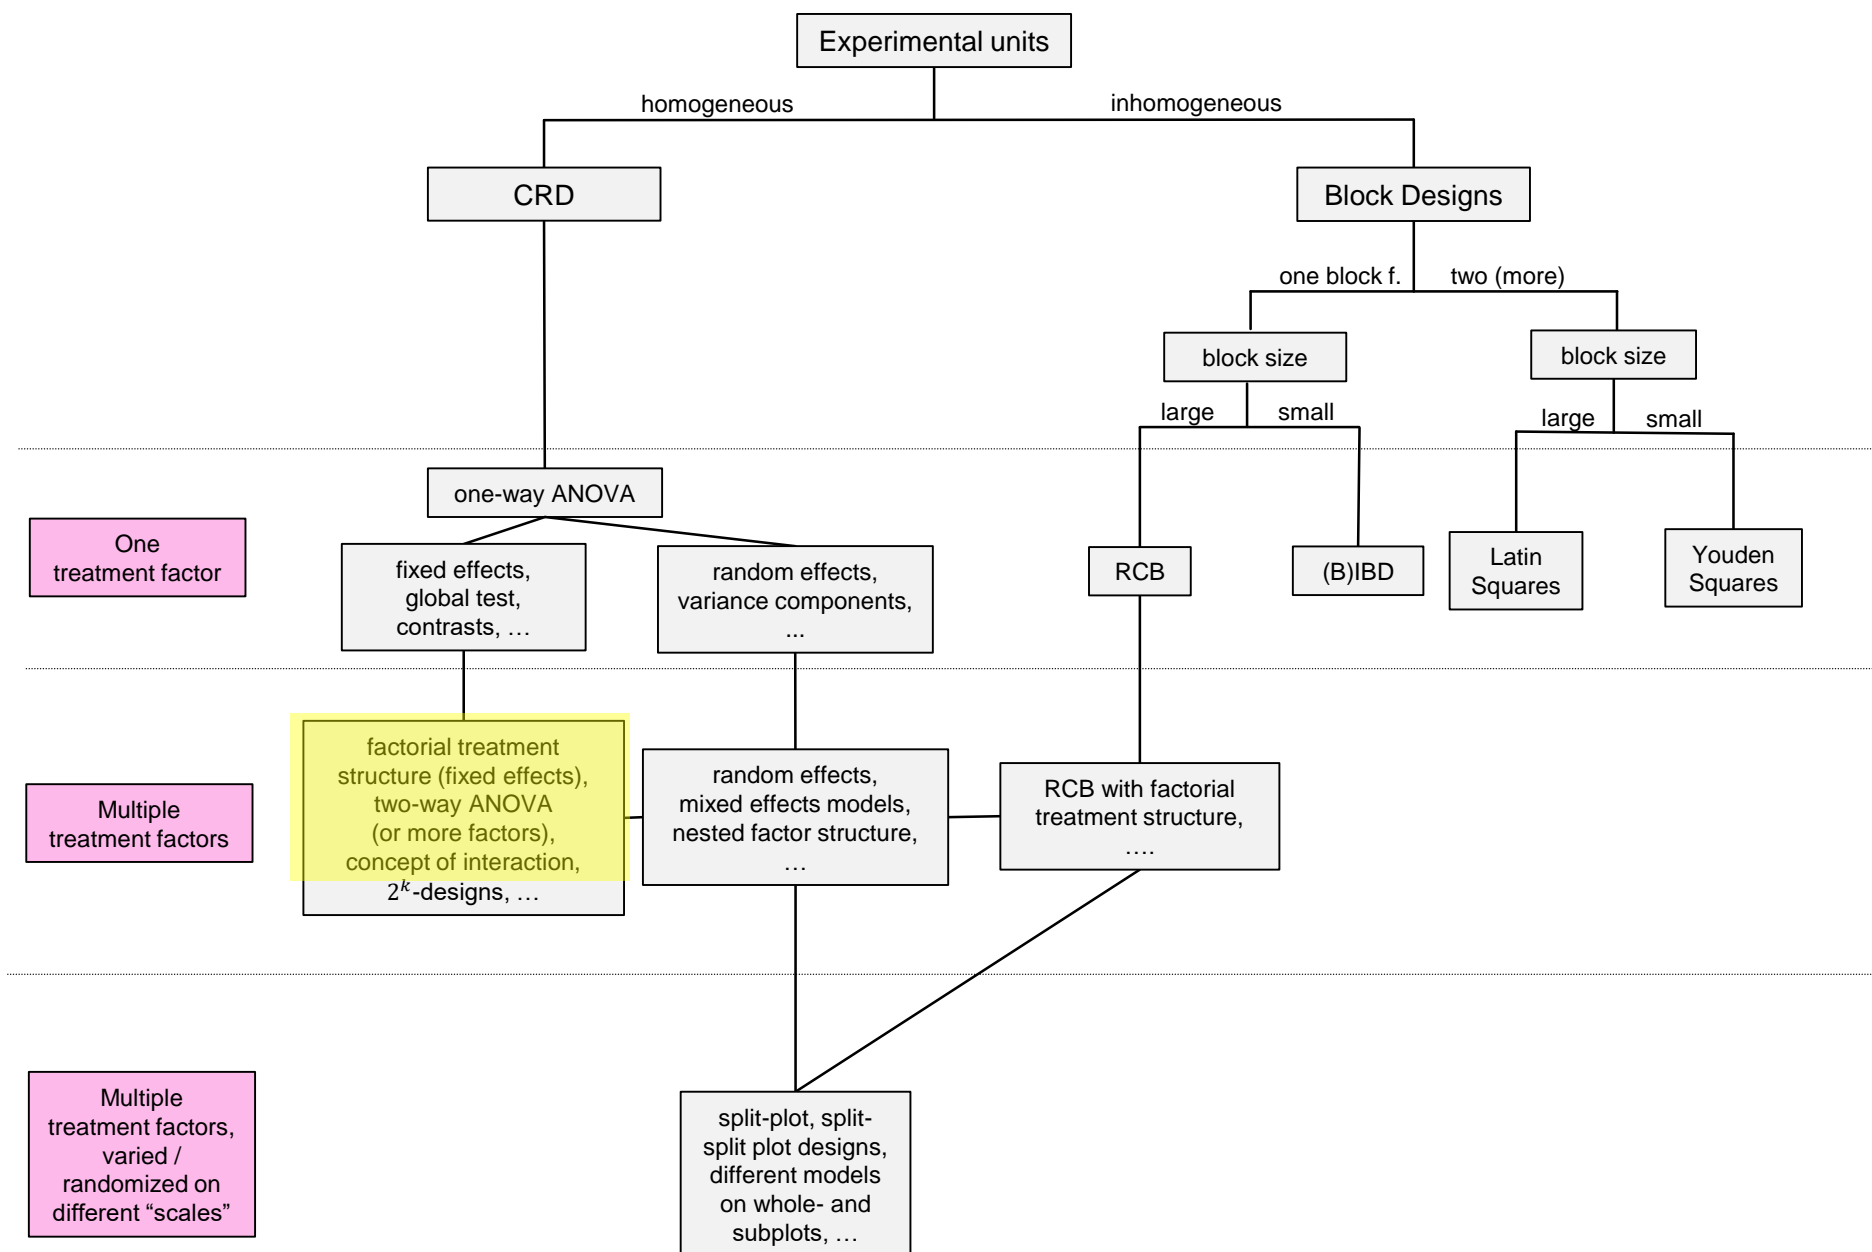 Experimental units
homogeneous
inhomogeneous
CRD
Block Designs
one block f.
two (more)
block size
block size
large
small
large
small
one-way ANOVA
One
treatment factor
fixed effects,
global test,
contrasts, …
random effects,
variance components,
...
RCB
(B)IBD
Latin
Squares
Youden
Squares
Multiple
treatment factors
factorial treatment
structure (fixed effects),
two-way ANOVA
(or more factors),
concept of interaction,
2^k-designs, …
random effects,
mixed effects models,
nested factor structure,
…
RCB with factorial
treatment structure,
….
Multiple
treatment factors,
varied /
randomized on
different “scales”
split-plot, split-
split plot designs,
different models
on whole- and
subplots, …